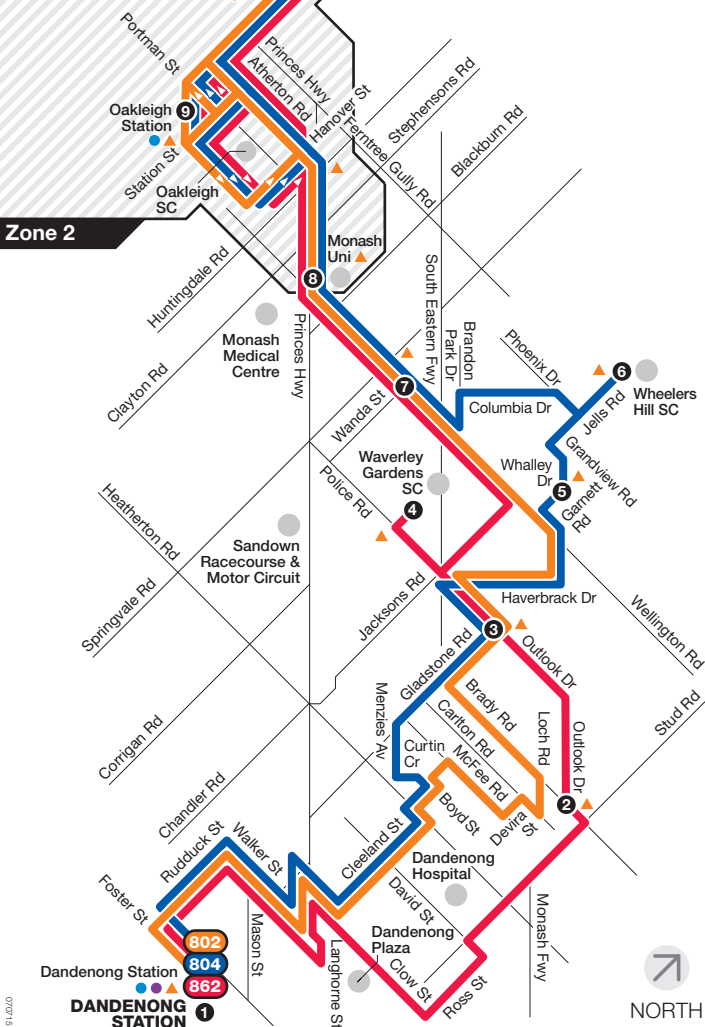 Portman St
Princes Hwy
Atherton Rd
Hanover St
Ferntree Gully Rd
Stephensons Rd
Blackburn Rd
Oakleigh
Station
9
Station St
Oakleigh
SC
Zone 2
Monash
Uni
8
Huntingdale Rd
Clayton Rd
Monash
Medical
Centre
Princes Hwy
South Eastern Fwy
Brandon
Park Dr
Phoenix Dr
7
6
Wheelers
Hill SC
Columbia Dr
Jells Rd
Wanda St
Grandview Rd
Whalley
Dr
5
Garnett
Rd
Waverley
Gardens
SC
Police Rd
4
Heatherton Rd
Sandown
Racecourse &
Motor Circuit
Springvale Rd
Jacksons Rd
Haverbrack Dr
Wellington Rd
3
Outlook Dr
Gladstone Rd
Stud Rd
Menzies Av
Brady Rd
Carlton Rd
Loch Rd
Outlook Dr
Corrigan Rd
Curtin
Cr
McFee Rd
2
Chandler Rd
Boyd St
Devira
St
Rudduck St
Walker St
Cleeland St
Dandenong
Hospital
Foster St
David St
Mason St
Langhorne St
Dandenong
Plaza
Monash Fwy
Clow St
Ross St
802
804
862
Dandenong Station
DANDENONG
STATION
1
NORTH
070715